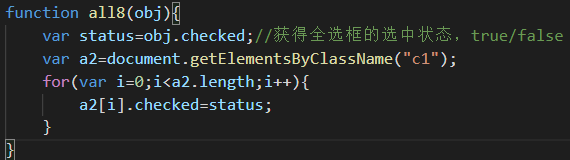 function all8(obj){
    var status=obj.checked;//获得全选框的选中状态，true/false
    var a2=document.getElementsByClassName("c1");
    for(var i=0;i<a2.length;i++){
        a2[i].checked=status;
    }
}